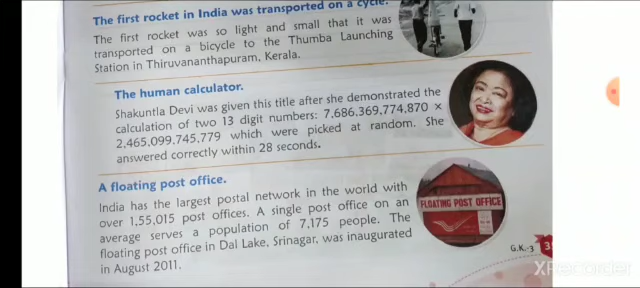 The first rocket in India was transported on a cycle.
The first rocket was so light and small that it was
transported on a bicycle to the Thumba Launching
Station in Thiruvananthapuram, Kerala.
The human calculator.
Shakuntla Devi was given this title after she demonstrated the
calculation of two 13 digit numbers: 7,686,369,774,870 ×
2,465,099,745,779 which were picked at random. She
answered correctly within 28 seconds.
A floating post office.
India has the largest postal network in the world with
over 1,55,015 post offices. A single post office on an
average serves a population of 7,175 people. The
floating post office in Dal Lake, Srinagar, was inaugurated
in August 2011.
FLOATING POST OFFICE
G.K.-3
XRecorder